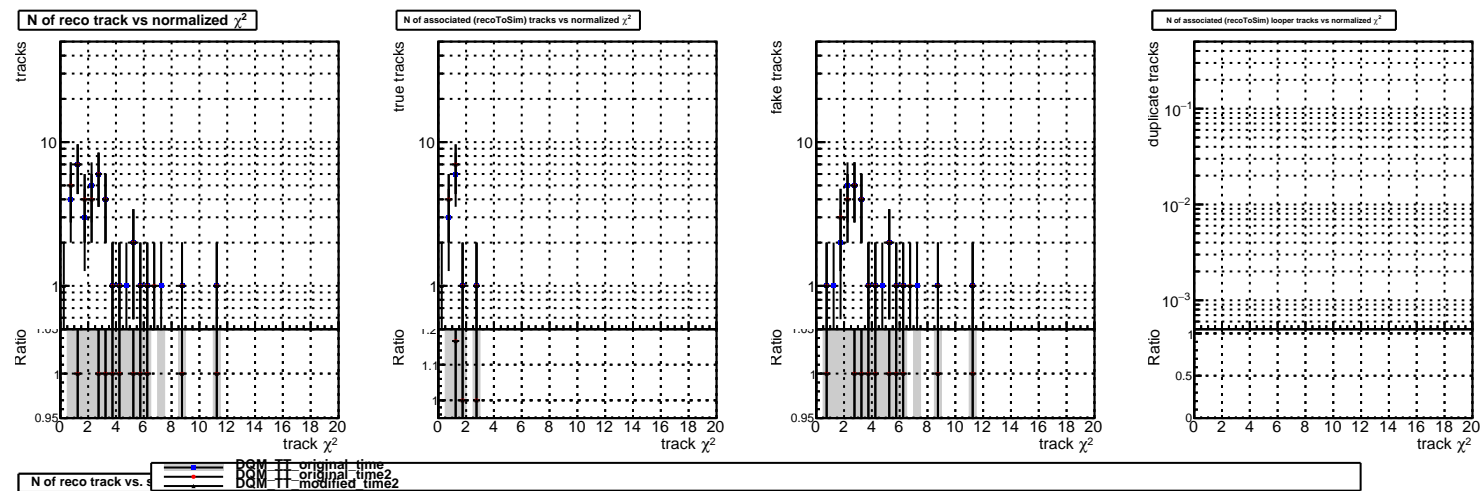 N of reco track vs normalized χ²
N of associated (recoToSim) tracks vs normalized χ²
N of associated (recoToSim) looper tracks vs normalized χ²
tracks
10
1
Ratio
1.05
1
0.95
0 2 4 6 8 10 12 14 16 18 20
track χ²
true tracks
10
1
Ratio
1.2
1.1
1
0 2 4 6 8 10 12 14 16 18 20
track χ²
fake tracks
10
1
Ratio
1.05
1
0.95
0 2 4 6 8 10 12 14 16 18 20
track χ²
duplicate tracks
10⁻¹
10⁻²
10⁻³
Ratio
1
0.5
0
0 2 4 6 8 10 12 14 16 18 20
track χ²
N of reco track vs. s
DQM_TT_original_time
DQM_TT_original_time2
DQM_TT_modified_time2